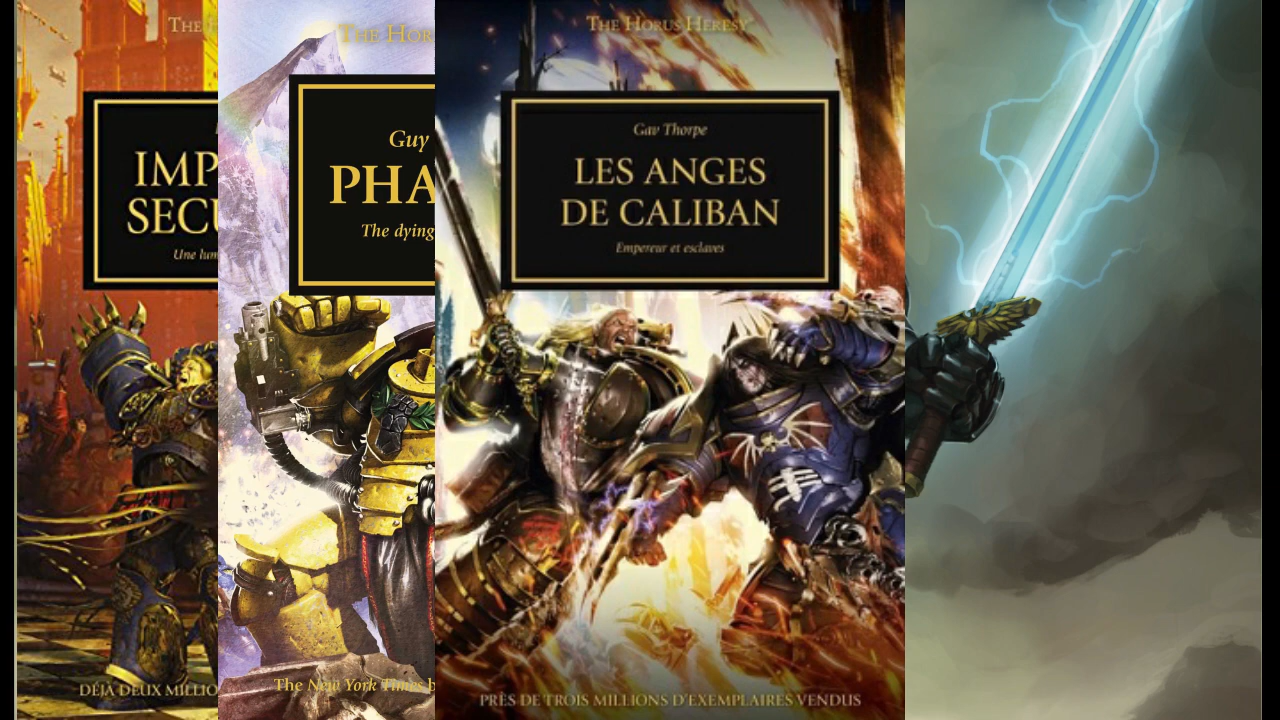 THE H
IMP
SECU
Une lum
DÉJÀ DEUX MILLIO
THE HOR
Guy
PHA
The dying
The New York Times b
THE HORUS HERESY
Gav Thorpe
LES ANGES
DE CALIBAN
Empereur et esclaves
PRÈS DE TROIS MILLIONS D'EXEMPLAIRES VENDUS